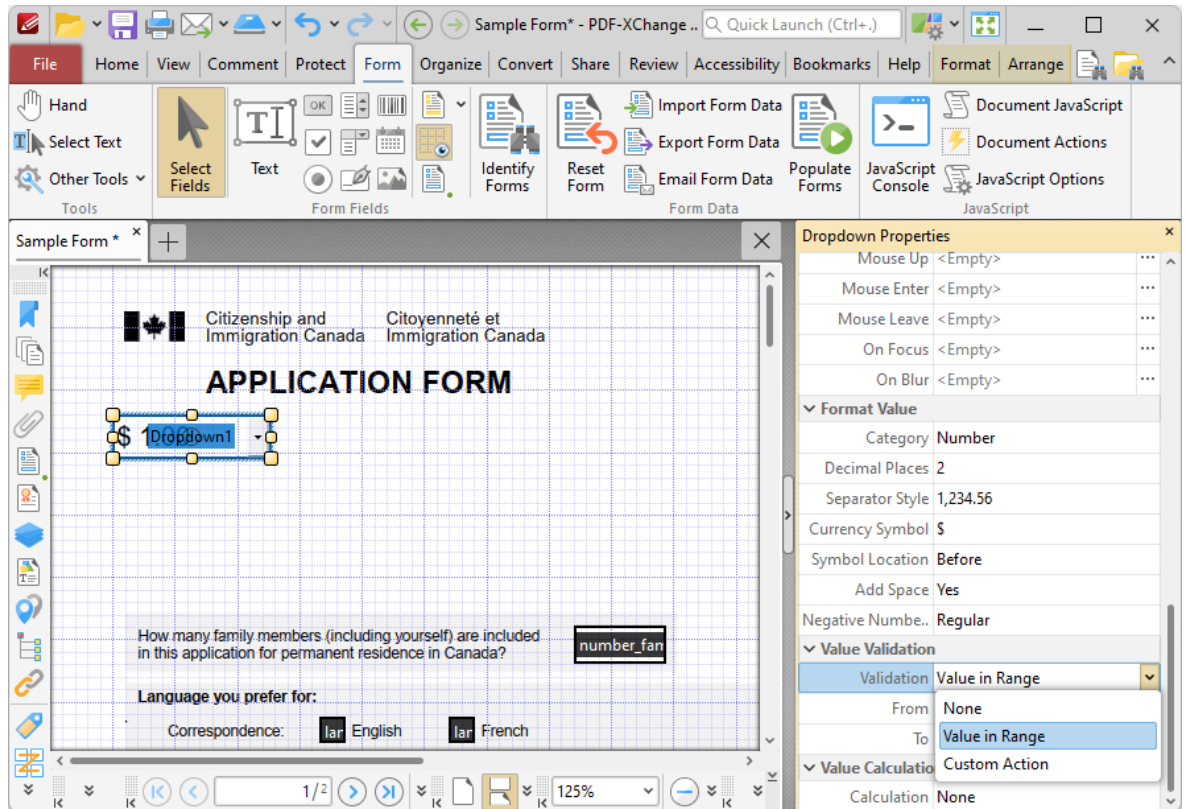 Sample Form* - PDF-XChange ..
Quick Launch (Ctrl+.)
File Home View Comment Protect Form Organize Convert Share Review Accessibility Bookmarks Help Format Arrange
Hand
Select Text
Other Tools
Tools
Select Fields
Text
OK
Form Fields
Identify Forms
Reset Form
Import Form Data
Export Form Data
Email Form Data
Populate Forms
Form Data
JavaScript Console
Document JavaScript
Document Actions
JavaScript Options
JavaScript
Sample Form *
Citizenship and Citoyenneté et
Immigration Canada Immigration Canada
APPLICATION FORM
$ 1.00
Dropdown1
How many family members (including yourself) are included
in this application for permanent residence in Canada?
number_fan
Language you prefer for:
Correspondence: lar English lar French
1/2
125%
Dropdown Properties
Mouse Up <Empty>
Mouse Enter <Empty>
Mouse Leave <Empty>
On Focus <Empty>
On Blur <Empty>
Format Value
Category Number
Decimal Places 2
Separator Style 1,234.56
Currency Symbol $
Symbol Location Before
Add Space Yes
Negative Numbe.. Regular
Value Validation
Validation Value in Range
From None
To Value in Range
Custom Action
Value Calculatio
Calculation None